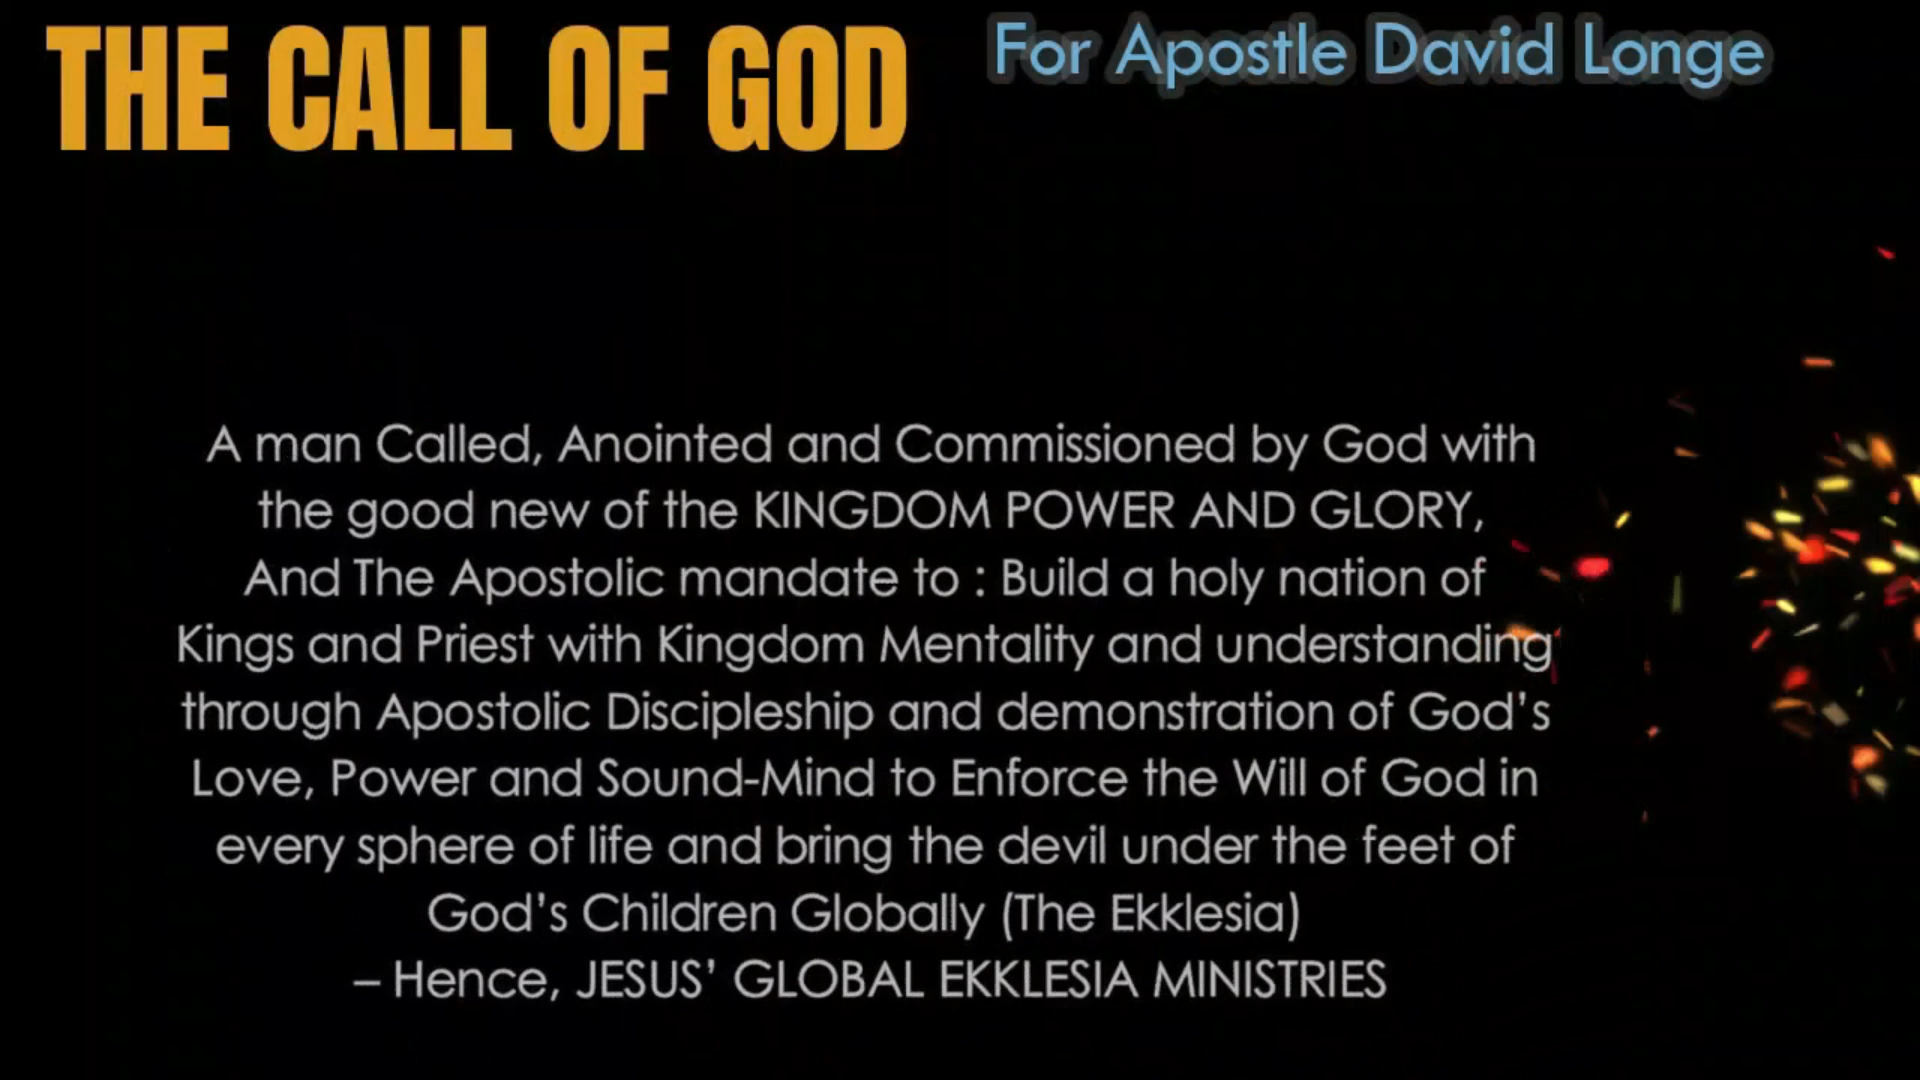 THE CALL OF GOD
For Apostle David Longe
A man Called, Anointed and Commissioned by God with
the good new of the KINGDOM POWER AND GLORY,
And The Apostolic mandate to : Build a holy nation of
Kings and Priest with Kingdom Mentality and understanding
through Apostolic Discipleship and demonstration of God’s
Love, Power and Sound-Mind to Enforce the Will of God in
every sphere of life and bring the devil under the feet of
God’s Children Globally (The Ekklesia)
– Hence, JESUS’ GLOBAL EKKLESIA MINISTRIES